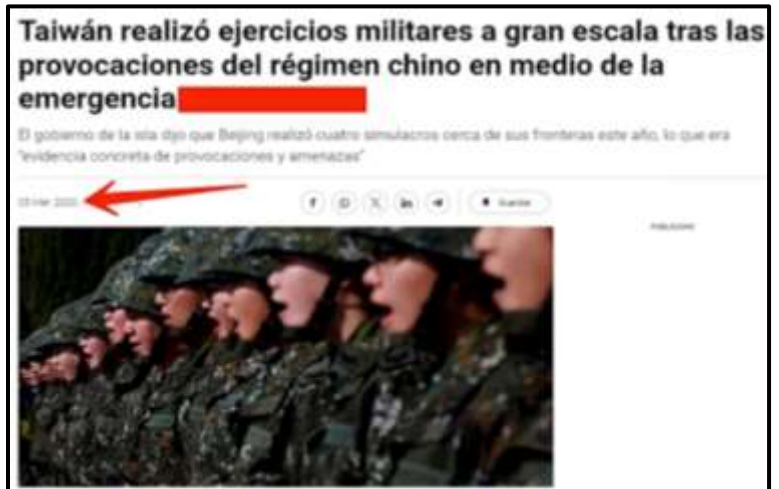 Taiwán realizó ejercicios militares a gran escala tras las
provocaciones del régimen chino en medio de la
emergencia
El gobierno de la isla dijo que Beijing realizó cuatro simulacros cerca de sus fronteras este año, lo que era
"evidencia concreta de provocaciones y amenazas"